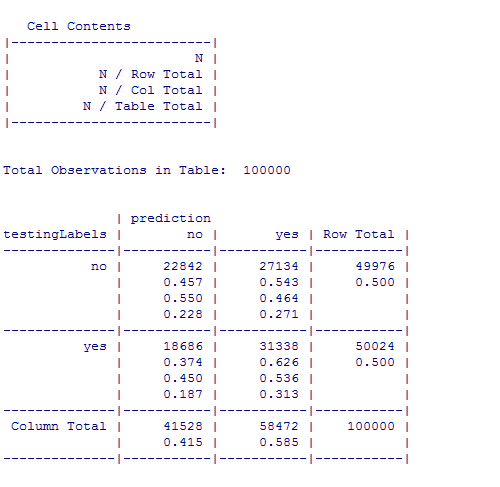 Cell Contents
|-------------------------|
|                       N |
|           N / Row Total |
|           N / Col Total |
|         N / Table Total |
|-------------------------|
Total Observations in Table:  100000
              | prediction
testingLabels |        no |       yes | Row Total |
--------------|-----------|-----------|-----------|
           no |     22842 |     27134 |     49976 |
              |     0.457 |     0.543 |     0.500 |
              |     0.550 |     0.464 |           |
              |     0.228 |     0.271 |           |
--------------|-----------|-----------|-----------|
          yes |     18686 |     31338 |     50024 |
              |     0.374 |     0.626 |     0.500 |
              |     0.450 |     0.536 |           |
              |     0.187 |     0.313 |           |
--------------|-----------|-----------|-----------|
 Column Total |     41528 |     58472 |    100000 |
              |     0.415 |     0.585 |           |
--------------|-----------|-----------|-----------|